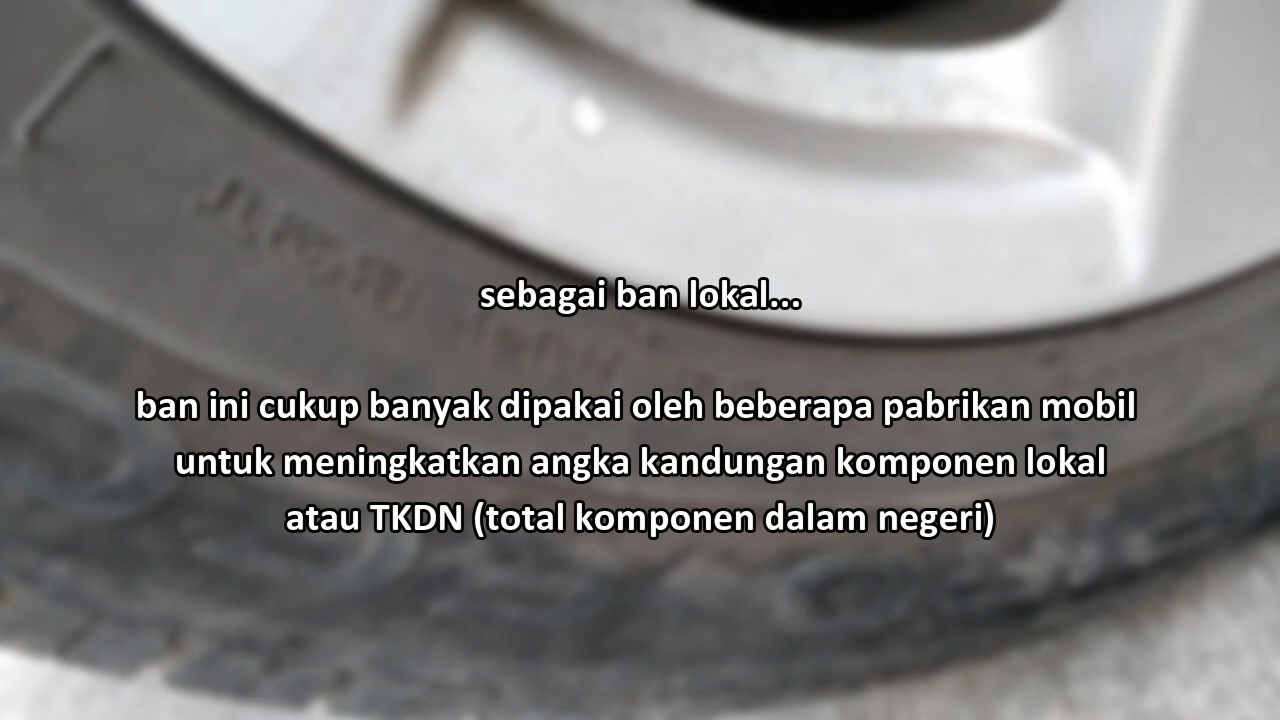 sebagai ban lokal...
ban ini cukup banyak dipakai oleh beberapa pabrikan mobil
untuk meningkatkan angka kandungan komponen lokal
atau TKDN (total komponen dalam negeri)